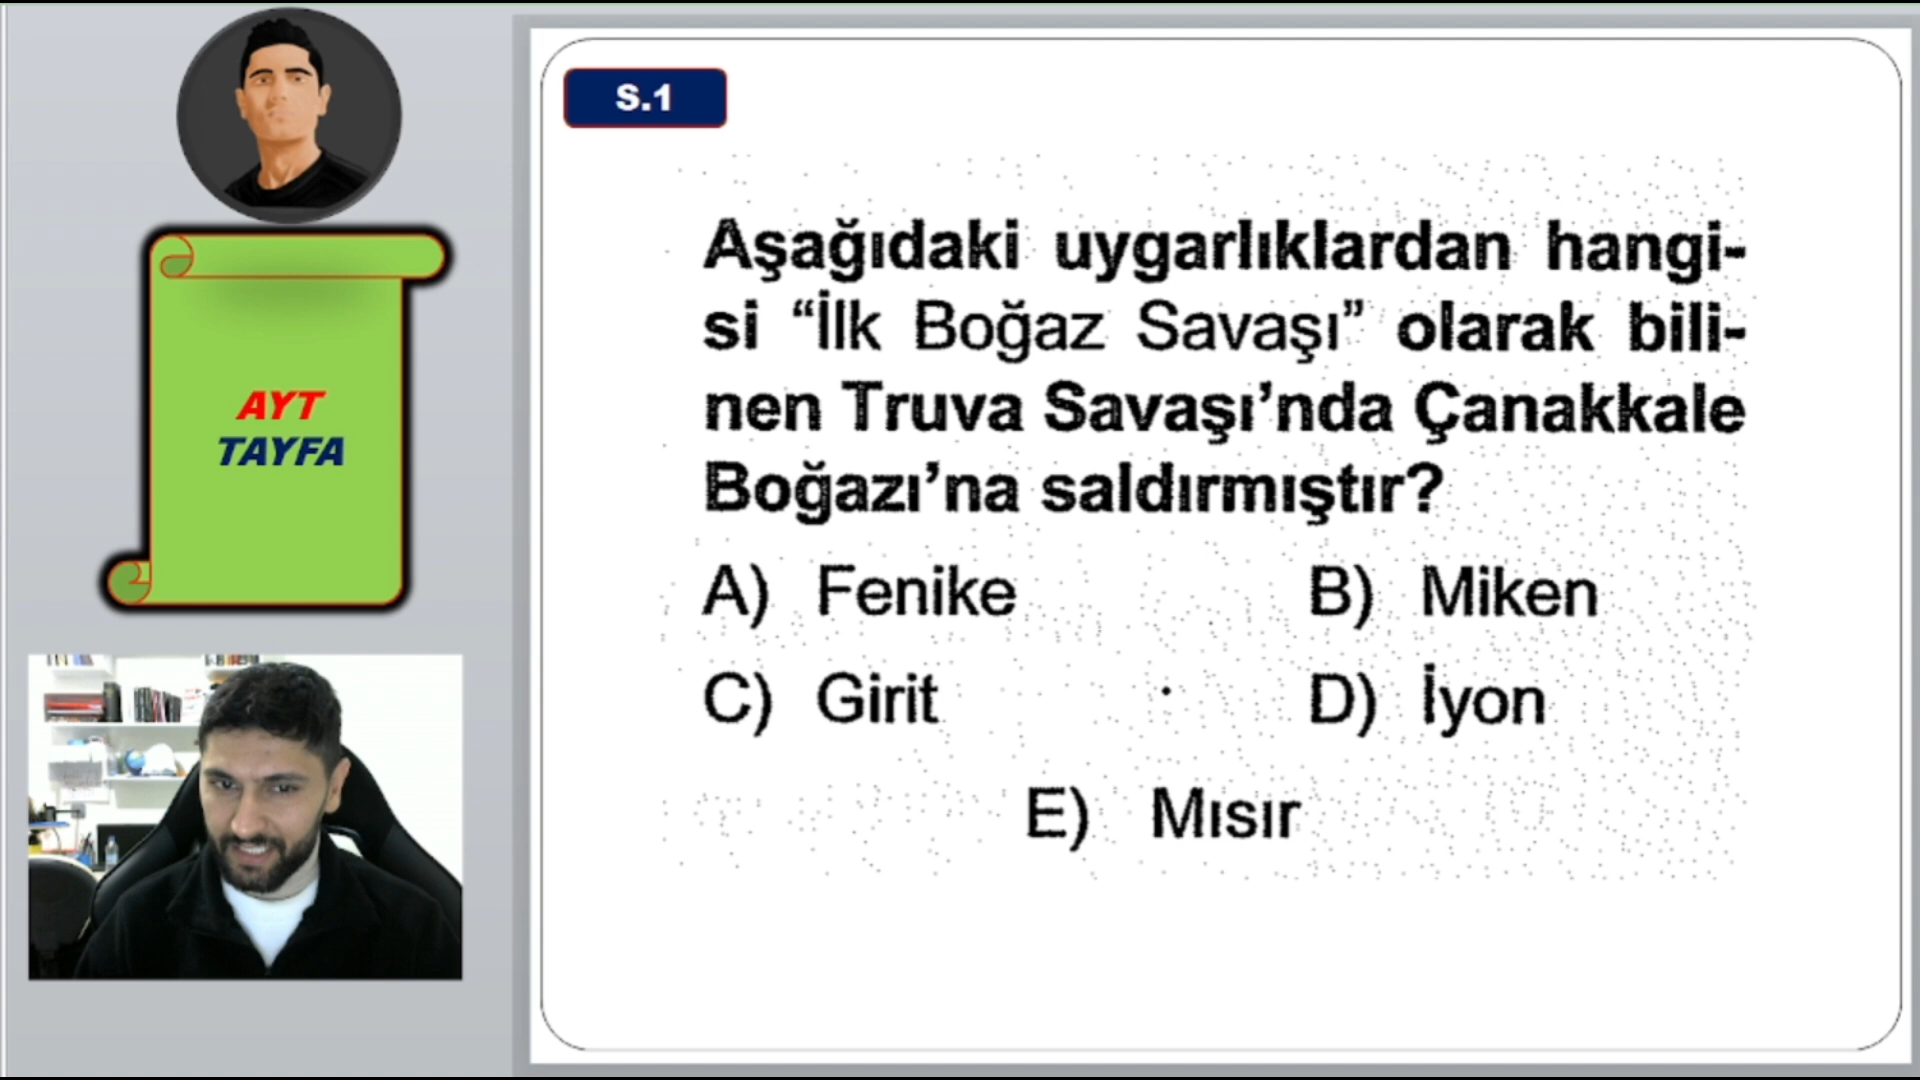 S.1
AYT
TAYFA
Aşağıdaki uygarlıklardan hangi-
si “İlk Boğaz Savaşı” olarak bili-
nen Truva Savaşı’nda Çanakkale
Boğazı’na saldırmıştır?
A) Fenike B) Miken
C) Girit D) İyon
E) Mısır